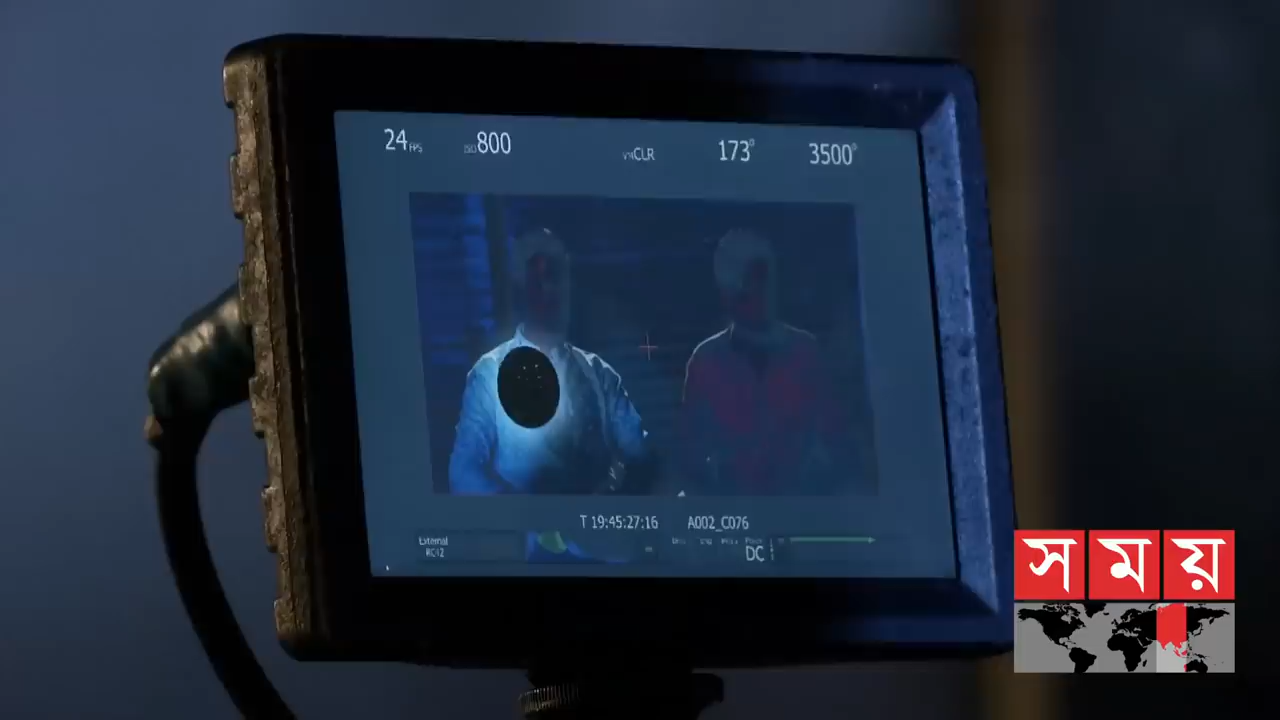 24 FPS ISO 800 CLR 173° 3500°
T 19:45:27:16 A002_C076
External
DC
সময়